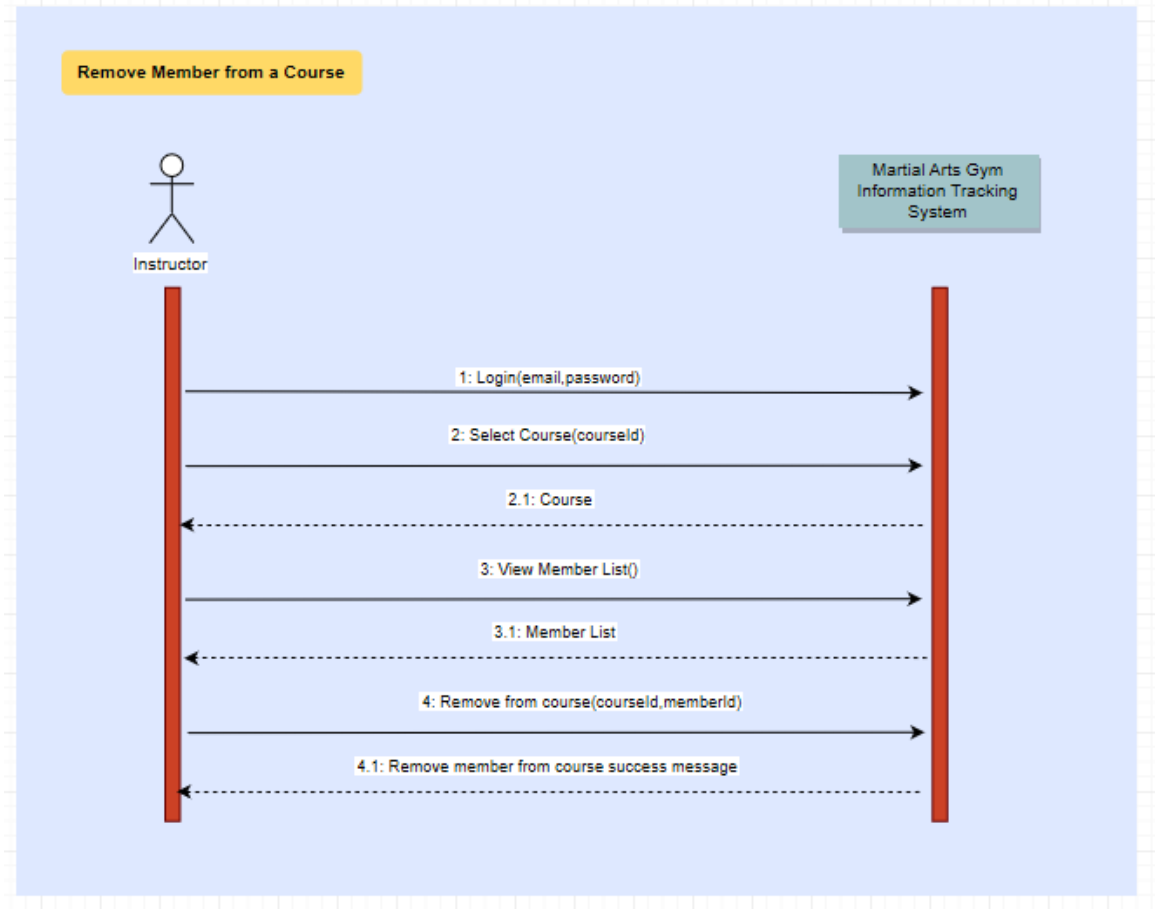 Remove Member from a Course
Martial Arts Gym
Information Tracking
System
Instructor
1: Login(email,password)
2: Select Course(courseId)
2.1: Course
3: View Member List()
3.1: Member List
4: Remove from course(courseId,memberId)
4.1: Remove member from course success message